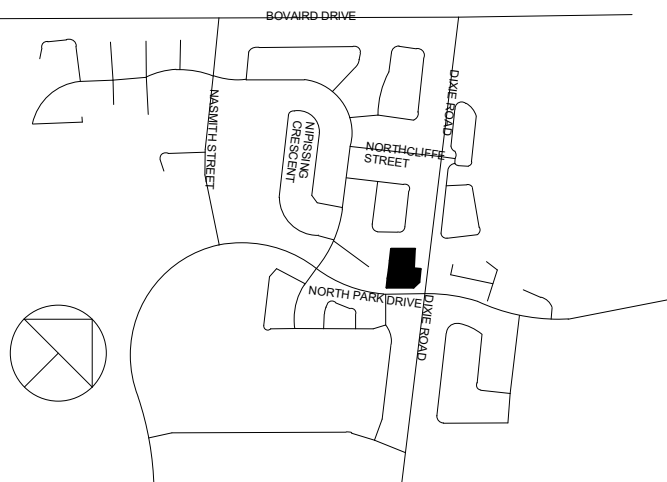 BOVAIRD DRIVE
DIXIE ROAD
NASMITH STREET
NIPISSING
CRESCENT
NORTHCLIFFE
STREET
NORTH PARK DRIVE
DIXIE ROAD